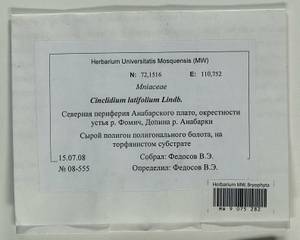 Herbarium Universitatis Mosquensis (MW)
N: 72,1516 E: 110,752
Mniaceae
Cinclidium latifolium Lindb.
Северная периферия Анабарского плато, окрестности
устья р. Фомич, Долина р. Анабарки
Сырой полигон полигонального болота, на
торфянистом субстрате
15.07.08 Собрал: Федосов В.Э.
№ 08-555 Определил: Федосов В.Э.
Herbarium MW, Bryophyta
MW 9 075 282